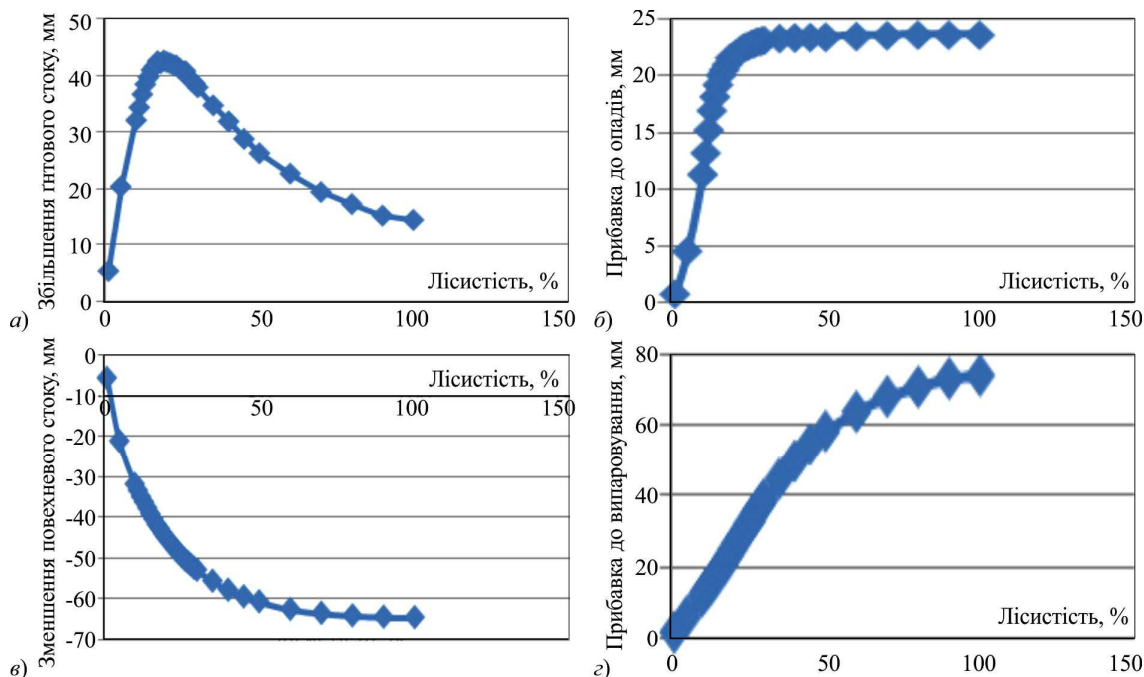 Збільшення ґнтового стоку, мм
50
40
30
20
10
0
Лісистість, %
0 50 100 150
а)
Прибавка до опадів, мм
25
20
15
10
5
0
Лісистість, %
0 50 100 150
б)
Зменшення повехневого стоку, мм
0
-10
-20
-30
-40
-50
-60
-70
Лісистість, %
0 50 100 150
в)
Прибавка до випаровування, мм
80
60
40
20
0
Лісистість, %
0 50 100 150
г)